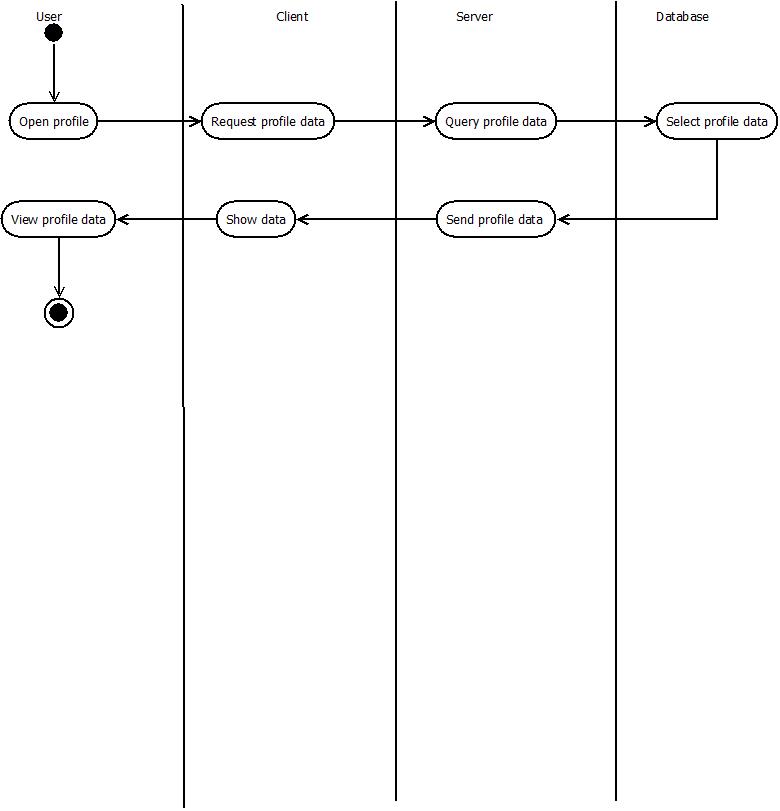 User
Client
Server
Database
Open profile
Request profile data
Query profile data
Select profile data
View profile data
Show data
Send profile data